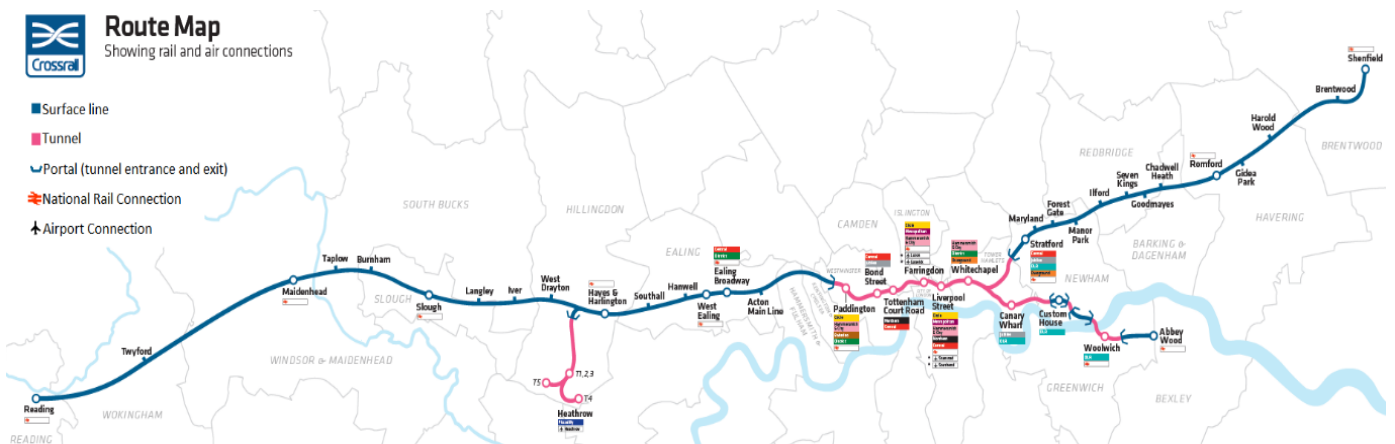 Crossrail
Route Map
Showing rail and air connections
Surface line
Tunnel
Portal (tunnel entrance and exit)
National Rail Connection
Airport Connection
Shenfield
Brentwood
Harold
Wood
BRENTWOOD
REDBRIDGE
Romford
Chadwell
Heath
Seven
Kings
Gidea
Park
Ilford
Goodmayes
HAVERING
Forest
Gate
Maryland
Manor
Park
BARKING &
DAGENHAM
Stratford
NEWHAM
TOWER
HAMLETS
SOUTH BUCKS
HILLINGDON
EALING
CAMDEN
ISLINGTON
WESTMINSTER
HAMMERSMITH &
FULHAM
Taplow
Burnham
Maidenhead
SLOUGH
Slough
Langley
Iver
West
Drayton
Hayes &
Harlington
Southall
Hanwell
West
Ealing
Ealing
Broadway
Acton
Main Line
Paddington
Bond
Street
Tottenham
Court Road
Farringdon
Liverpool
Street
Whitechapel
Canary
Wharf
Custom
House
Woolwich
Abbey
Wood
Twyford
WINDSOR & MAIDENHEAD
T5
T1,2,3
T4
Heathrow
GREENWICH
BEXLEY
Reading
WOKINGHAM
READING